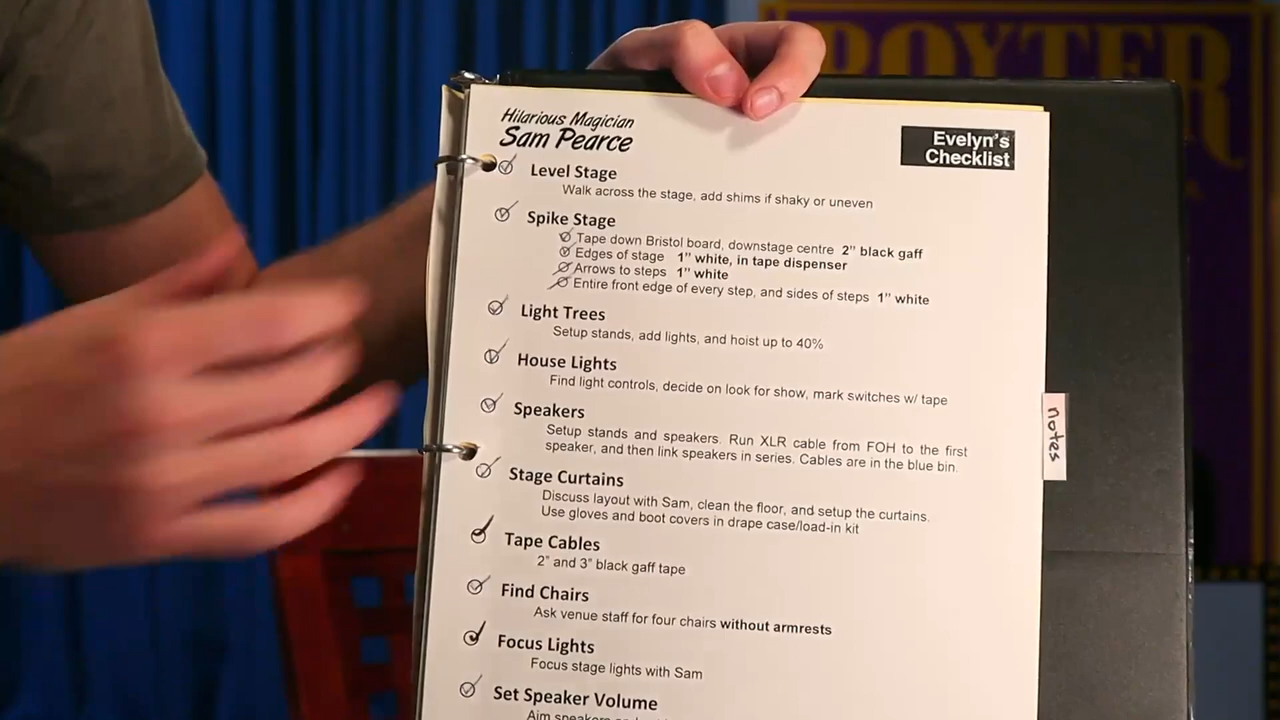 POYTER
Hilarious Magician
Sam Pearce
Evelyn's
Checklist
Level Stage
Walk across the stage, add shims if shaky or uneven
Spike Stage
Tape down Bristol board, downstage centre 2" black gaff
Edges of stage 1" white, in tape dispenser
Arrows to steps 1" white
Entire front edge of every step, and sides of steps 1" white
Light Trees
Setup stands, add lights, and hoist up to 40%
House Lights
Find light controls, decide on look for show, mark switches w/ tape
Speakers
Setup stands and speakers. Run XLR cable from FOH to the first
speaker, and then link speakers in series. Cables are in the blue bin.
notes
Stage Curtains
Discuss layout with Sam, clean the floor, and setup the curtains.
Use gloves and boot covers in drape case/load-in kit
Tape Cables
2" and 3" black gaff tape
Find Chairs
Ask venue staff for four chairs without armrests
Focus Lights
Focus stage lights with Sam
Set Speaker Volume
Aim